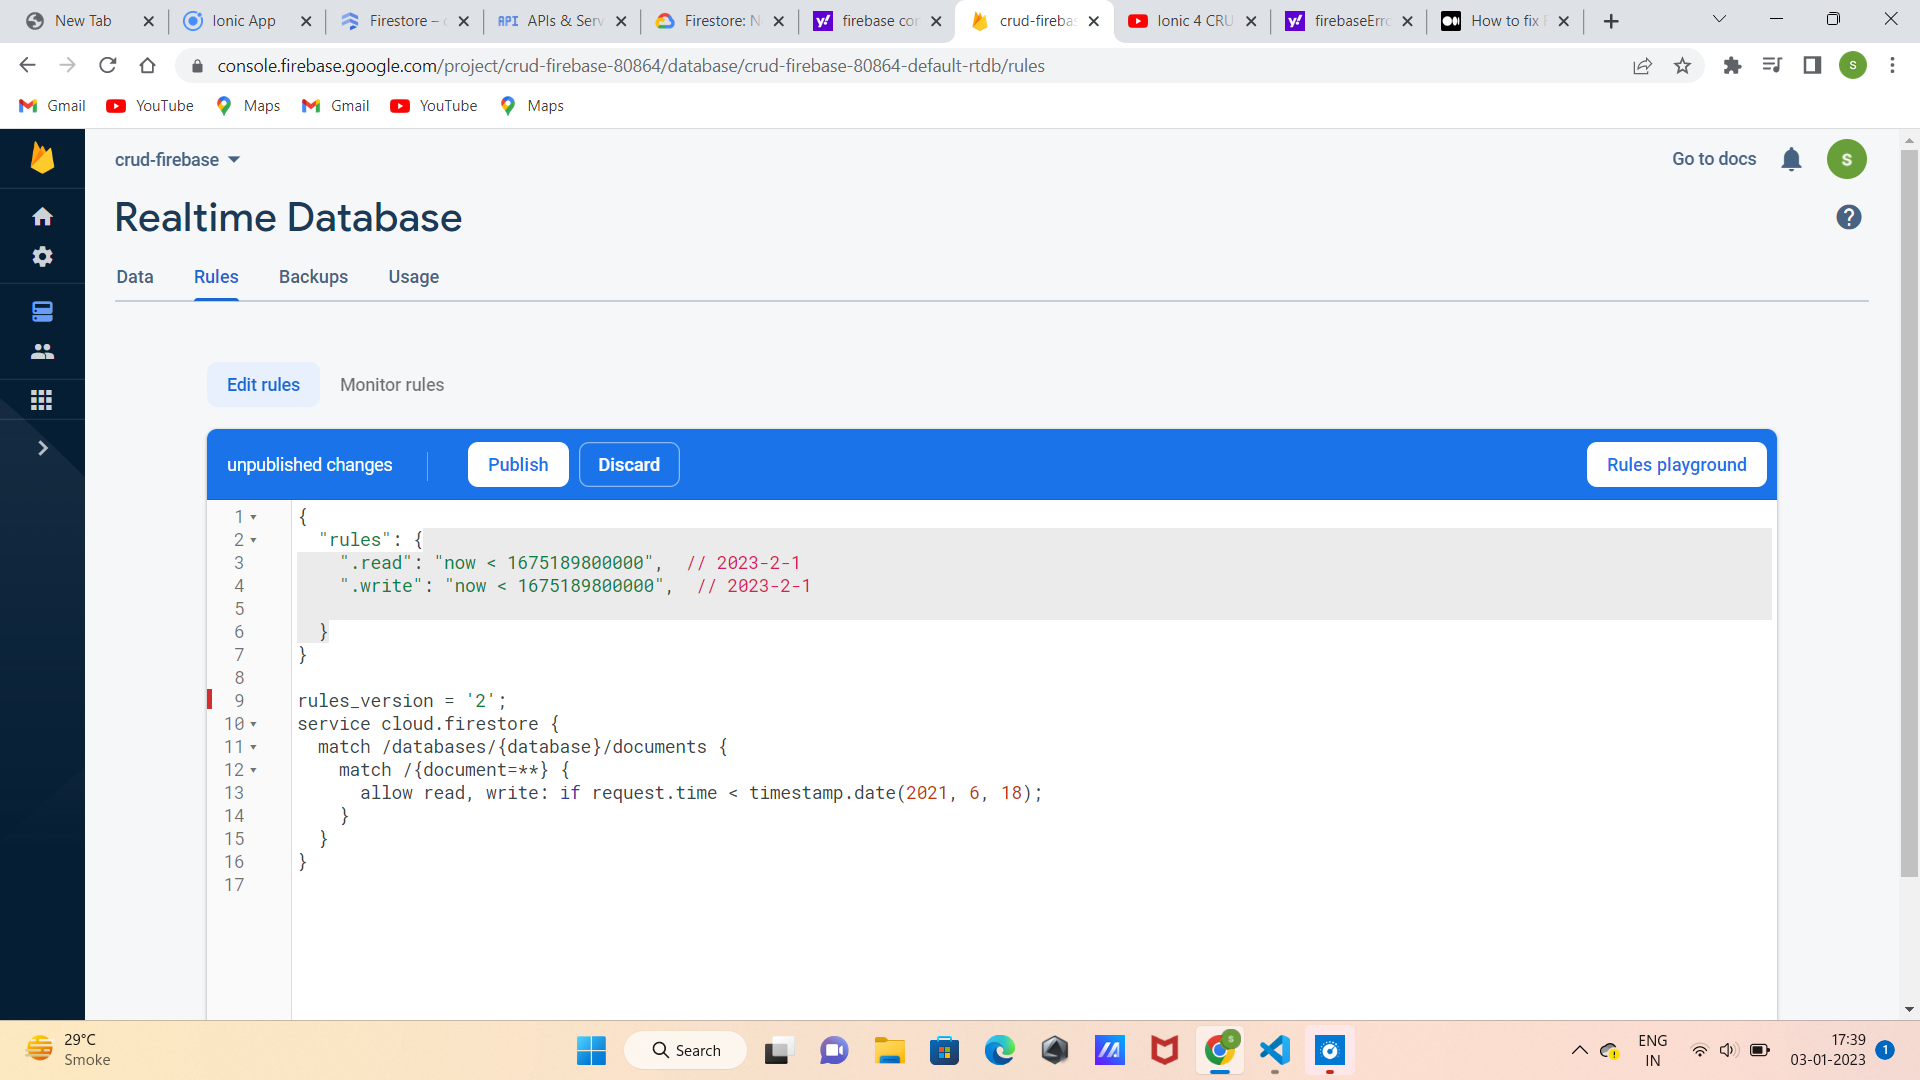 New Tab
Ionic App
Firestore –
APIs & Serv
Firestore: N
firebase cor
crud-firebas
Ionic 4 CRU
firebaseErro
How to fix F
console.firebase.google.com/project/crud-firebase-80864/database/crud-firebase-80864-default-rtdb/rules
S
Gmail
YouTube
Maps
Gmail
YouTube
Maps
crud-firebase
Go to docs
S
Realtime Database
?
Data
Rules
Backups
Usage
Edit rules
Monitor rules
unpublished changes
Publish
Discard
Rules playground
1 {
2 "rules": {
3 ".read": "now < 1675189800000", // 2023-2-1
4 ".write": "now < 1675189800000", // 2023-2-1
5
6 }
7 }
8
9 rules_version = '2';
10 service cloud.firestore {
11 match /databases/{database}/documents {
12 match /{document=**} {
13 allow read, write: if request.time < timestamp.date(2021, 6, 18);
14 }
15 }
16 }
17
29°C
Smoke
Search
ENG
IN
17:39
03-01-2023
1